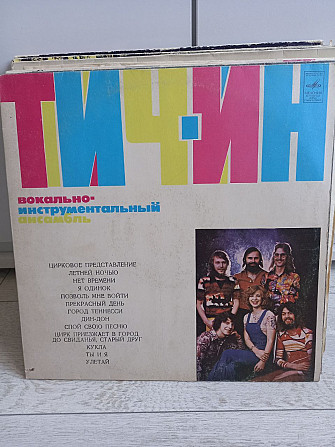 ТИЧ-ИН
вокально-
инструментальный
ансамбль
ЦИРКОВОЕ ПРЕДСТАВЛЕНИЕ
ЛЕТНЕЙ НОЧЬЮ
НЕТ ВРЕМЕНИ
Я ОДИНОК
ПОЗВОЛЬ МНЕ ВОЙТИ
ПРЕКРАСНЫЙ ДЕНЬ
ГОРОД ТЕННЕССИ
ДИН-ДОН
СПОЙ СВОЮ ПЕСНЮ
ЦИРК ПРИЕЗЖАЕТ В ГОРОД
ДО СВИДАНЬЯ, СТАРЫЙ ДРУГ
КУКЛА
ТЫ И Я
УЛЕТАЙ